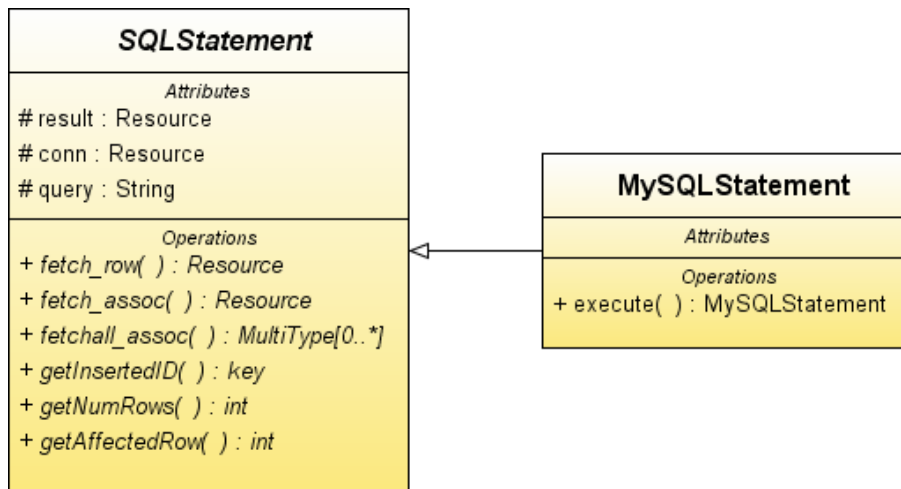 SQLStatement
Attributes
# result : Resource
# conn : Resource
# query : String
Operations
+ fetch_row( ) : Resource
+ fetch_assoc( ) : Resource
+ fetchall_assoc( ) : MultiType[0..*]
+ getInsertedID( ) : key
+ getNumRows( ) : int
+ getAffectedRow( ) : int
MySQLStatement
Attributes
Operations
+ execute( ) : MySQLStatement